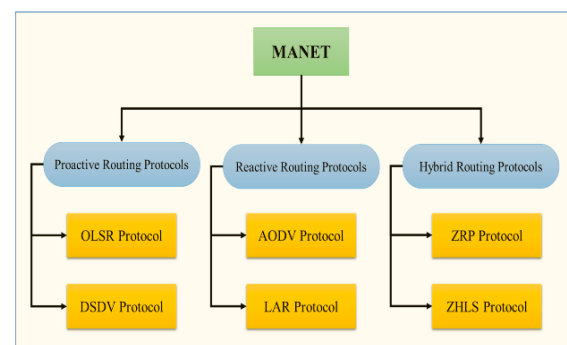 MANET
Proactive Routing Protocols
Reactive Routing Protocols
Hybrid Routing Protocols
OLSR Protocol
AODV Protocol
ZRP Protocol
DSDV Protocol
LAR Protocol
ZHLS Protocol